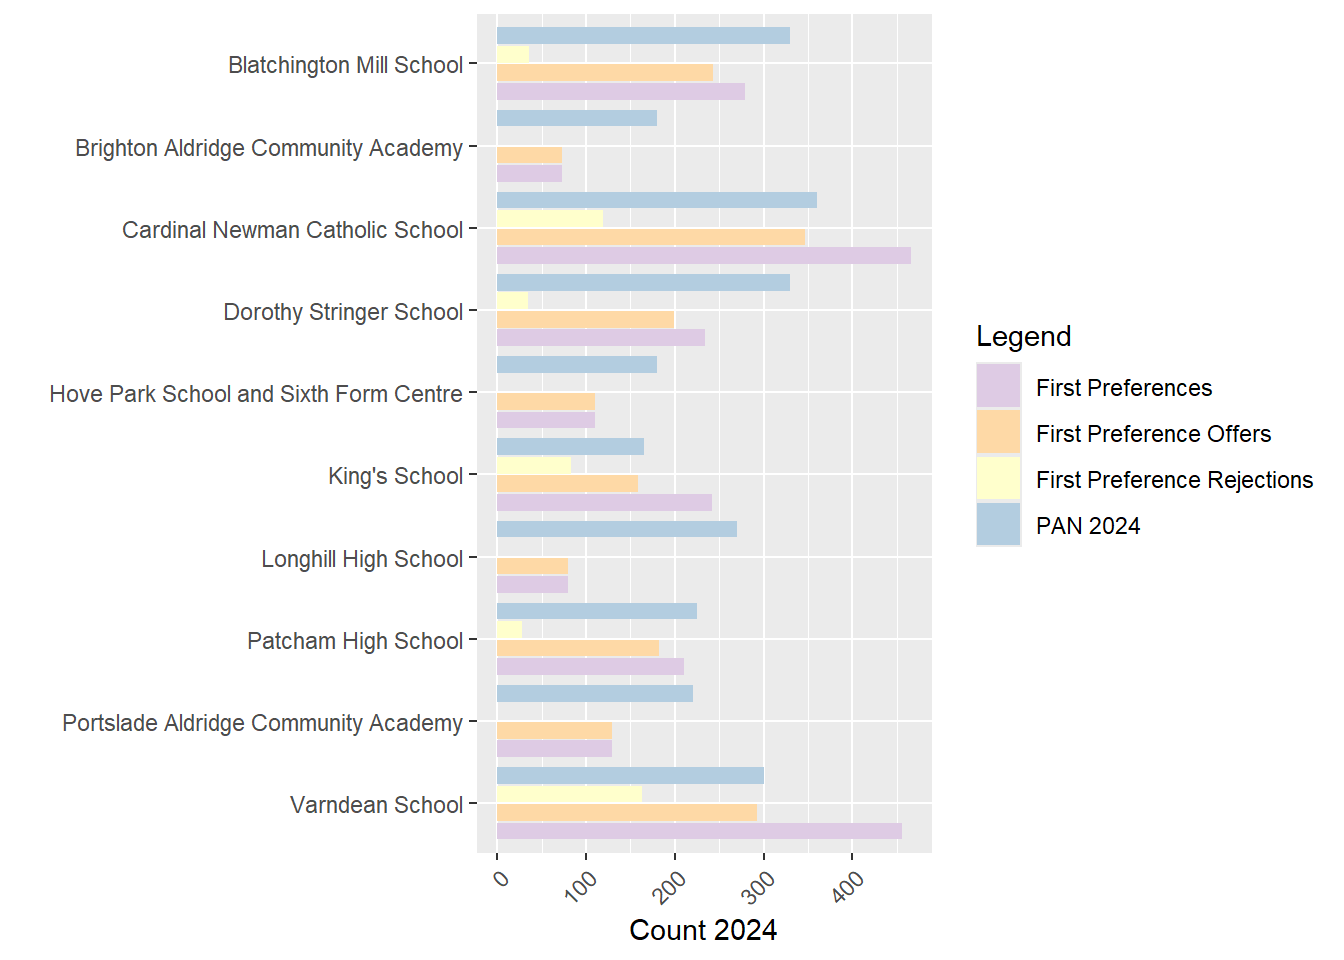 Blatchington Mill School
Brighton Aldridge Community Academy
Cardinal Newman Catholic School
Dorothy Stringer School
Hove Park School and Sixth Form Centre
King's School
Longhill High School
Patcham High School
Portslade Aldridge Community Academy
Varndean School
0 100 200 300 400
Count 2024
Legend
First Preferences
First Preference Offers
First Preference Rejections
PAN 2024